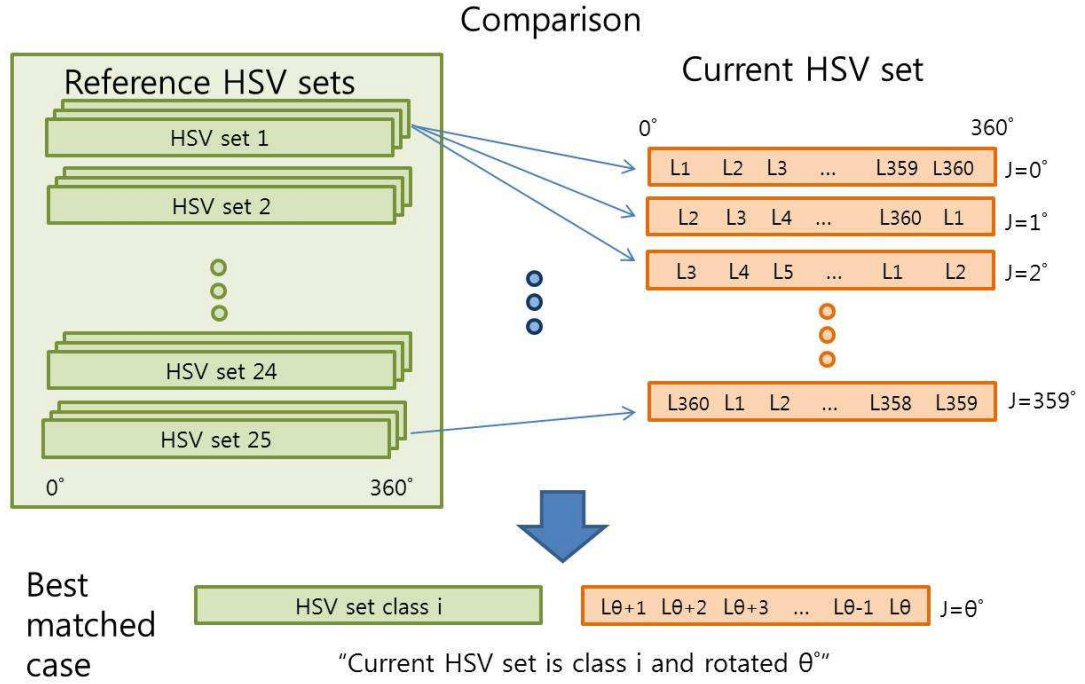 Comparison
Reference HSV sets
HSV set 1
HSV set 2
HSV set 24
HSV set 25
0° 360°
Current HSV set
0° 360°
L1 L2 L3 ... L359 L360 J=0°
L2 L3 L4 ... L360 L1 J=1°
L3 L4 L5 ... L1 L2 J=2°
L360 L1 L2 ... L358 L359 J=359°
Best
matched
case
HSV set class i
Lθ+1 Lθ+2 Lθ+3 ... Lθ-1 Lθ J=θ°
“Current HSV set is class i and rotated θ°”